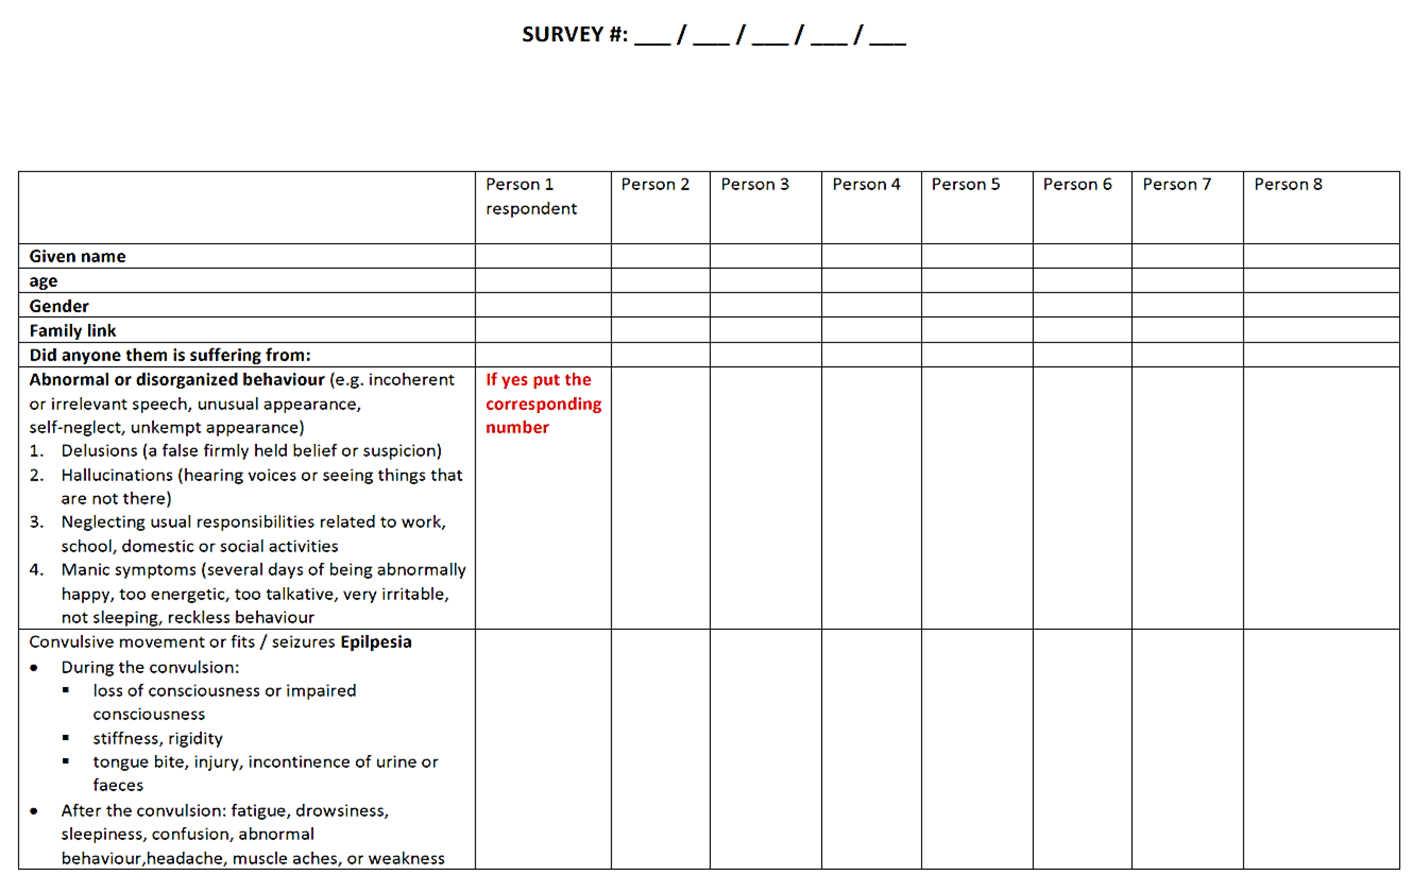 SURVEY #: ___ / ___ / ___ / ___ / ___
Person 1 respondent
Person 2
Person 3
Person 4
Person 5
Person 6
Person 7
Person 8
Given name
age
Gender
Family link
Did anyone them is suffering from:
Abnormal or disorganized behaviour (e.g. incoherent
or irrelevant speech, unusual appearance,
self-neglect, unkempt appearance)
1. Delusions (a false firmly held belief or suspicion)
2. Hallucinations (hearing voices or seeing things that
are not there)
3. Neglecting usual responsibilities related to work,
school, domestic or social activities
4. Manic symptoms (several days of being abnormally
happy, too energetic, too talkative, very irritable,
not sleeping, reckless behaviour
If yes put the
corresponding
number
Convulsive movement or fits / seizures Epilpesia
• During the convulsion:
▪ loss of consciousness or impaired
consciousness
▪ stiffness, rigidity
▪ tongue bite, injury, incontinence of urine or
faeces
• After the convulsion: fatigue, drowsiness,
sleepiness, confusion, abnormal
behaviour,headache, muscle aches, or weakness